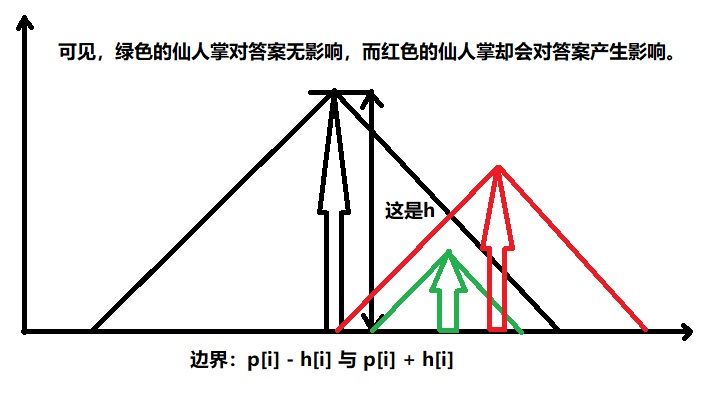 可见，绿色的仙人掌对答案无影响，而红色的仙人掌却会对答案产生影响。
这是h
边界：p[i] - h[i] 与 p[i] + h[i]